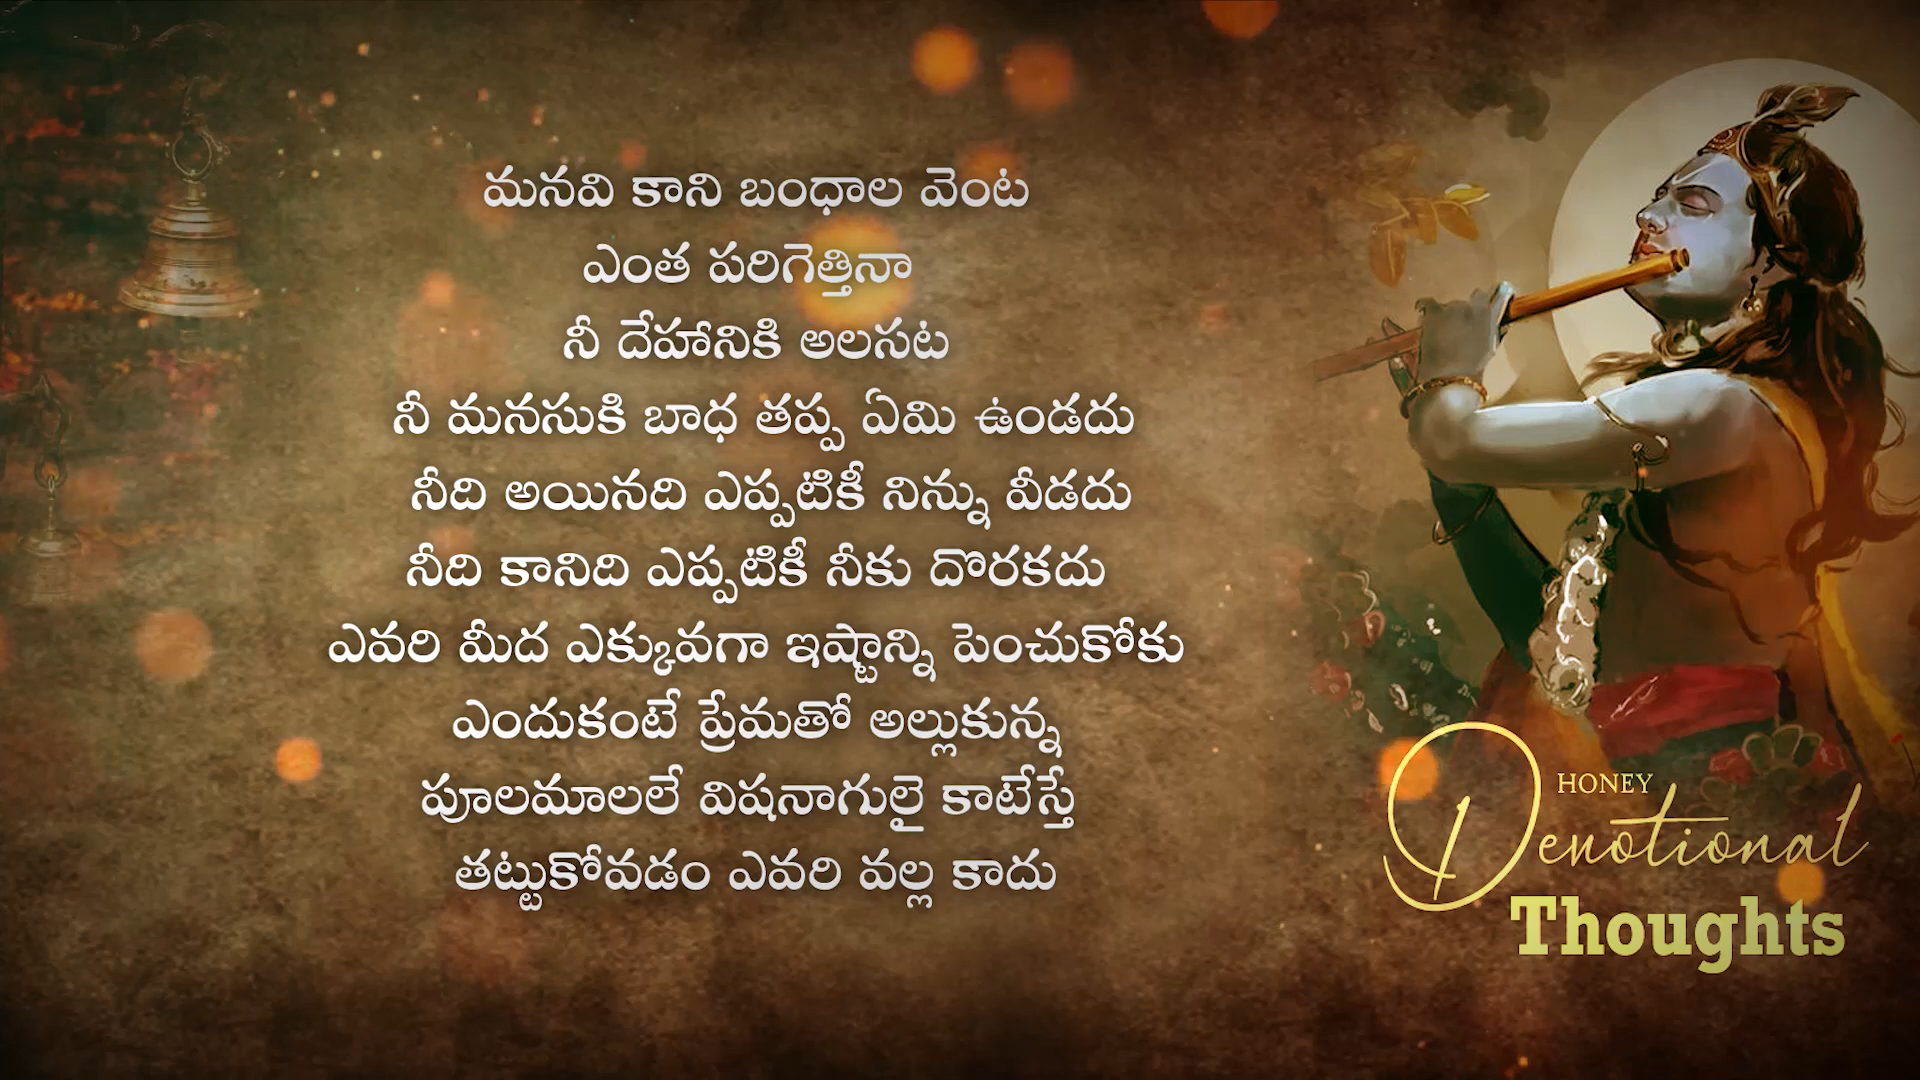 మనవి కాని బంధాల వెంట
ఎంత పరిగెత్తినా
నీ దేహానికి అలసట
నీ మనసుకి బాధ తప్ప ఏమి ఉండదు
నీది అయినది ఎప్పటికీ నిన్ను వీడదు
నీది కానిది ఎప్పటికీ నీకు దొరకదు
ఎవరి మీద ఎక్కువగా ఇష్టాన్ని పెంచుకోకు
ఎందుకంటే ప్రేమతో అల్లుకున్న
పూలమాలలే విషనాగులై కాటేస్తే
తట్టుకోవడం ఎవరి వల్ల కాదు
HONEY
Devotional
Thoughts